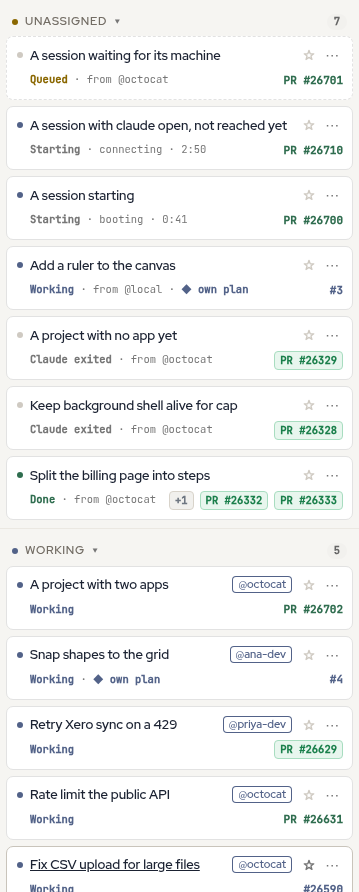 UNASSIGNED ▾ 7
A session waiting for its machine ☆ ···
Queued · from @octocat PR #26701
A session with claude open, not reached yet ☆ ···
Starting · connecting · 2:50 PR #26710
A session starting ☆ ···
Starting · booting · 0:41 PR #26700
Add a ruler to the canvas ☆ ···
Working · from @local · ◆ own plan #3
A project with no app yet ☆ ···
Claude exited · from @octocat PR #26329
Keep background shell alive for cap ☆ ···
Claude exited · from @octocat PR #26328
Split the billing page into steps ☆ ···
Done · from @octocat +1 PR #26332 PR #26333
WORKING ▾ 5
A project with two apps @octocat ☆ ···
Working PR #26702
Snap shapes to the grid @ana-dev ☆ ···
Working · ◆ own plan #4
Retry Xero sync on a 429 @priya-dev ☆ ···
Working PR #26629
Rate limit the public API @octocat ☆ ···
Working PR #26631
Fix CSV upload for large files @octocat ☆ ···
Working #26590